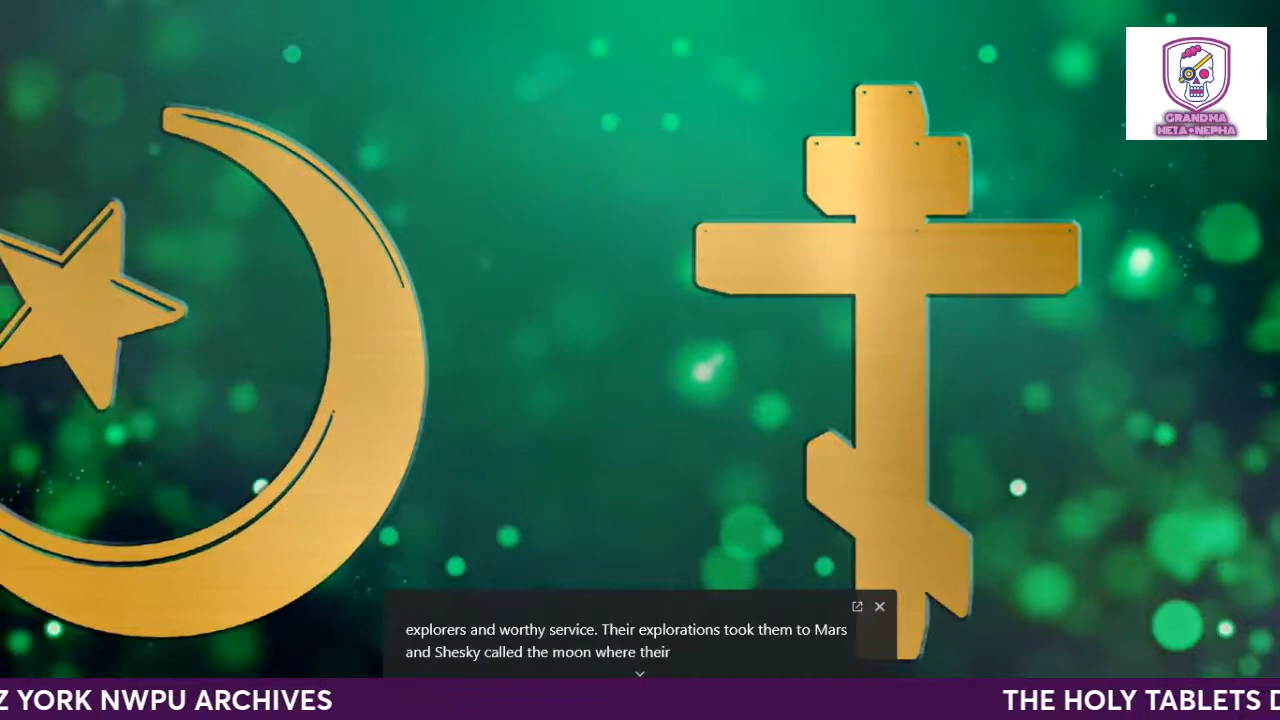 GRANDMA
META•NEPHA
explorers and worthy service. Their explorations took them to Mars
and Shesky called the moon where their
Z YORK NWPU ARCHIVES
THE HOLY TABLETS D